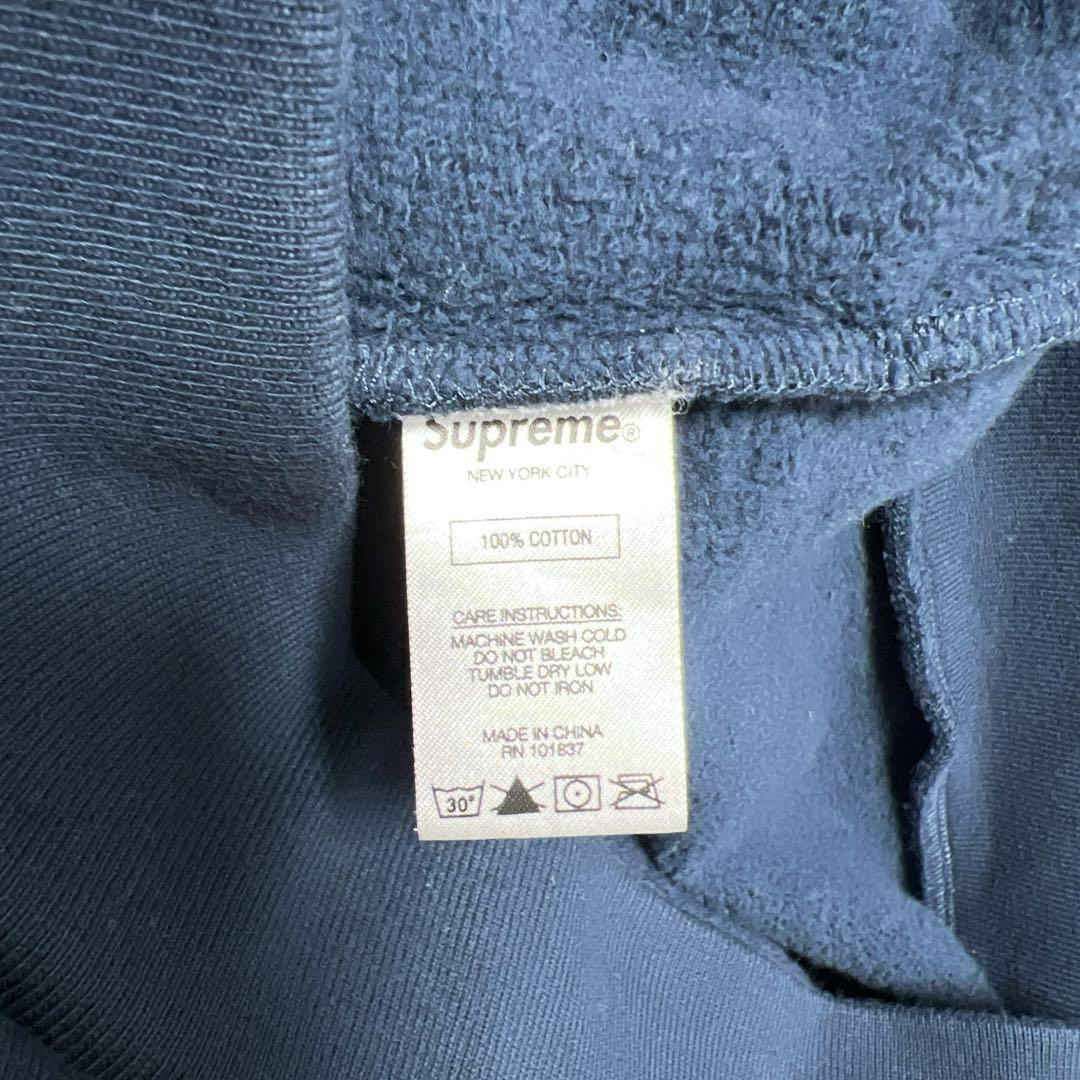 Supreme®
NEW YORK CITY
100% COTTON
CARE INSTRUCTIONS:
MACHINE WASH COLD
DO NOT BLEACH
TUMBLE DRY LOW
DO NOT IRON
MADE IN CHINA
RN 101837
30°